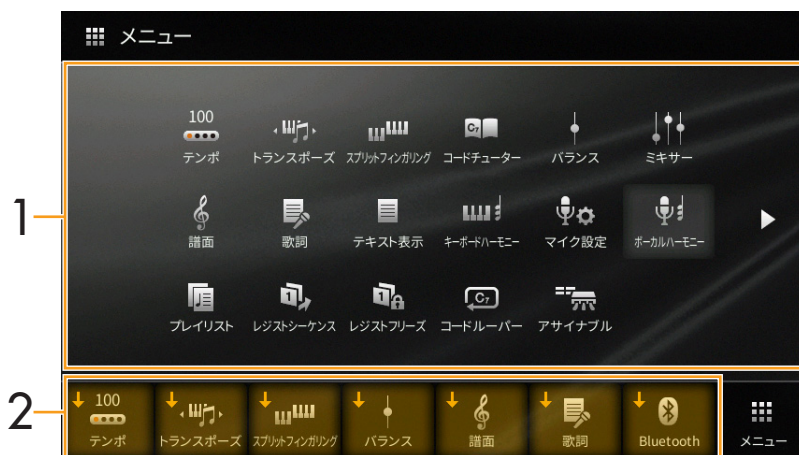 メニュー
1
100
テンポ トランスポーズ スプリットフィンガリング C7 コードチューター バランス ミキサー
譜面 歌詞 テキスト表示 キーボードハーモニー マイク設定 ボーカルハーモニー
プレイリスト 1 レジストシーケンス 1 レジストフリーズ C7 コードルーパー アサイナブル
2
100
テンポ トランスポーズ スプリットフィンガリング バランス 譜面 歌詞 Bluetooth メニュー